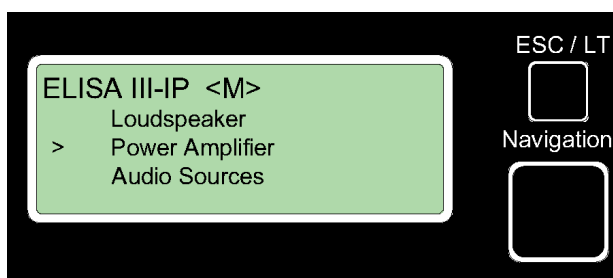 ELISA III-IP <M>
Loudspeaker
> Power Amplifier
Audio Sources
ESC / LT
Navigation